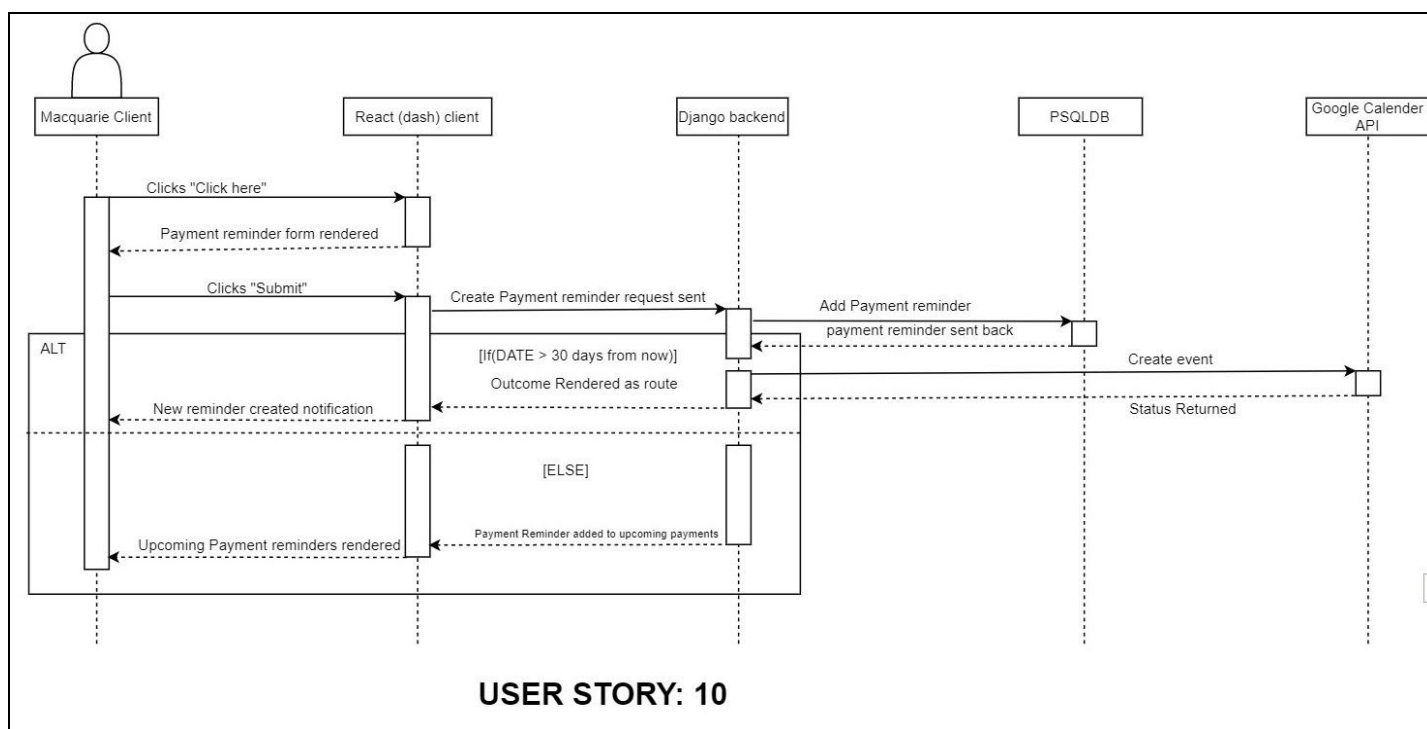 Macquarie Client
React (dash) client
Django backend
PSQLDB
Google Calender
API
Clicks "Click here"
Payment reminder form rendered
Clicks "Submit"
Create Payment reminder request sent
Add Payment reminder
payment reminder sent back
ALT
[If(DATE > 30 days from now)]
Create event
Outcome Rendered as route
New reminder created notification
Status Returned
[ELSE]
Payment Reminder added to upcoming payments
Upcoming Payment reminders rendered
USER STORY: 10